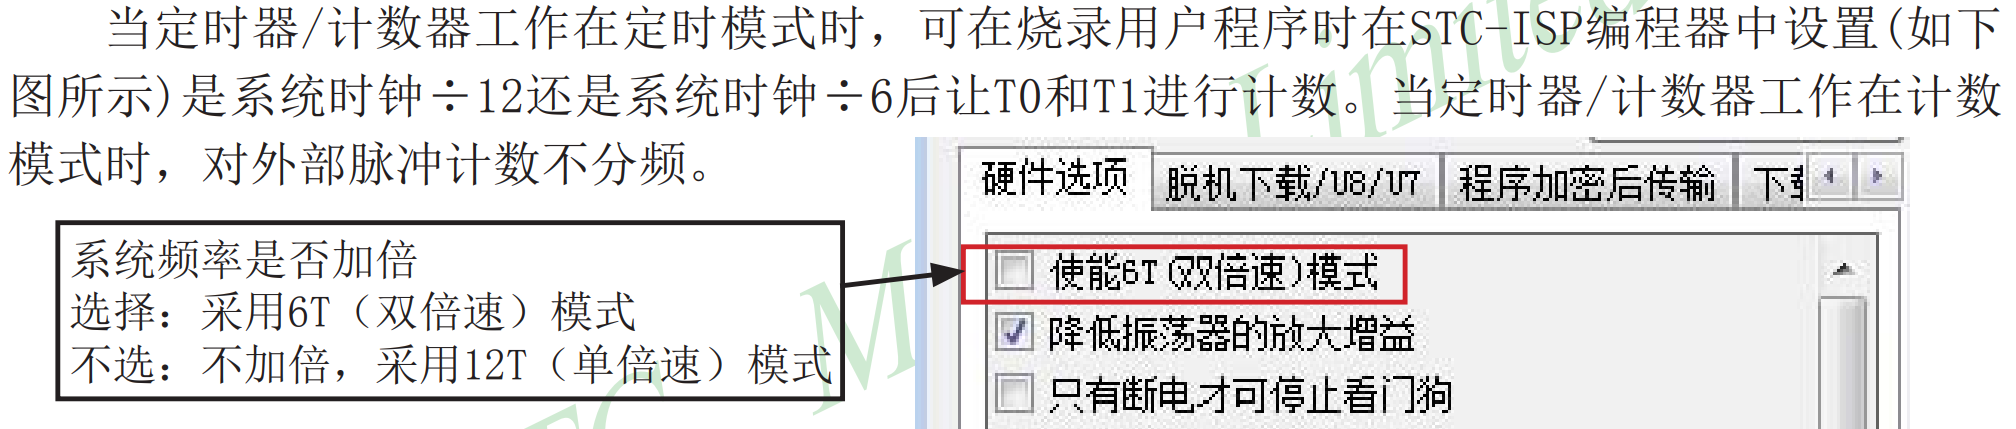 当定时器/计数器工作在定时模式时，可在烧录用户程序时在STC-ISP编程器中设置(如下
图所示)是系统时钟÷12还是系统时钟÷6后让T0和T1进行计数。当定时器/计数器工作在计数
模式时，对外部脉冲计数不分频。
Limited
硬件选项 脱机下载/U8/U7 程序加密后传输
系统频率是否加倍
选择：采用6T（双倍速）模式
不选：不加倍，采用12T（单倍速）模式
使能6T(双倍速)模式
降低振荡器的放大增益
只有断电才可停止看门狗